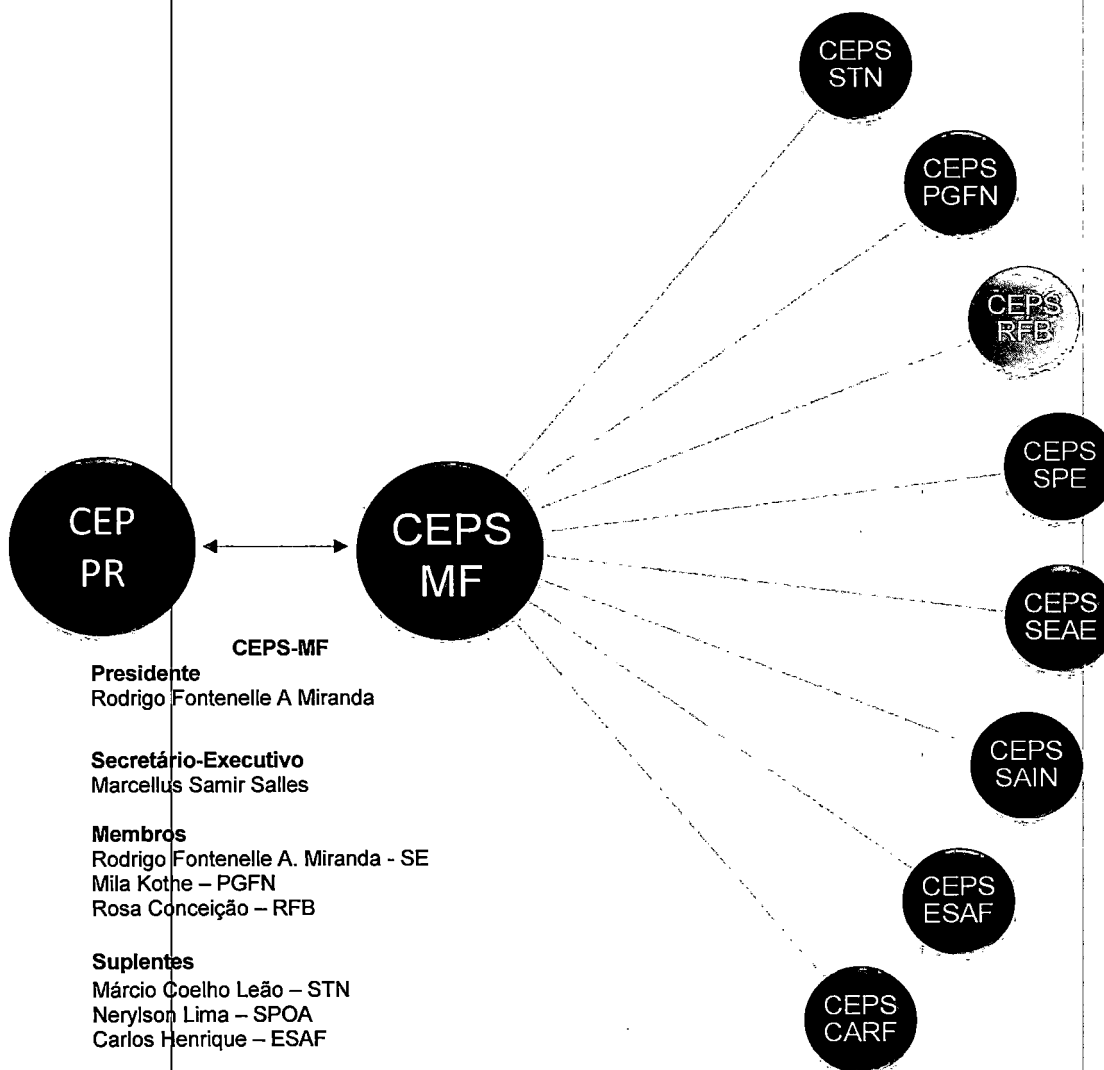 CEPS
STN
CEPS
PGFN
CEPS
RFB
CEPS
SPE
CEP
PR
CEPS
MF
CEPS
SEAE
CEPS
SAIN
CEPS
ESAF
CEPS
CARF
CEPS-MF
Presidente
Rodrigo Fontenelle A Miranda
Secretário-Executivo
Marcellus Samir Salles
Membros
Rodrigo Fontenelle A. Miranda - SE
Mila Kothe – PGFN
Rosa Conceição – RFB
Suplentes
Márcio Coelho Leão – STN
Nerylson Lima – SPOA
Carlos Henrique – ESAF